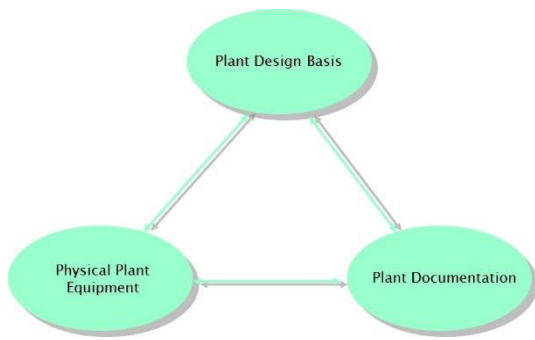 Plant Design Basis
Physical Plant
Equipment
Plant Documentation